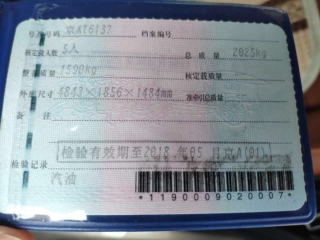 号牌号码 京AT6137 档案编号
核定载人数 5人 总质量 2025kg
整备质量 1590kg 核定载质量
外廓尺寸 4843×1856×1484mm 准牵引总质量
备注
检验有效期至2018年05月京A(01)
检验记录
汽油
*1190009020007*